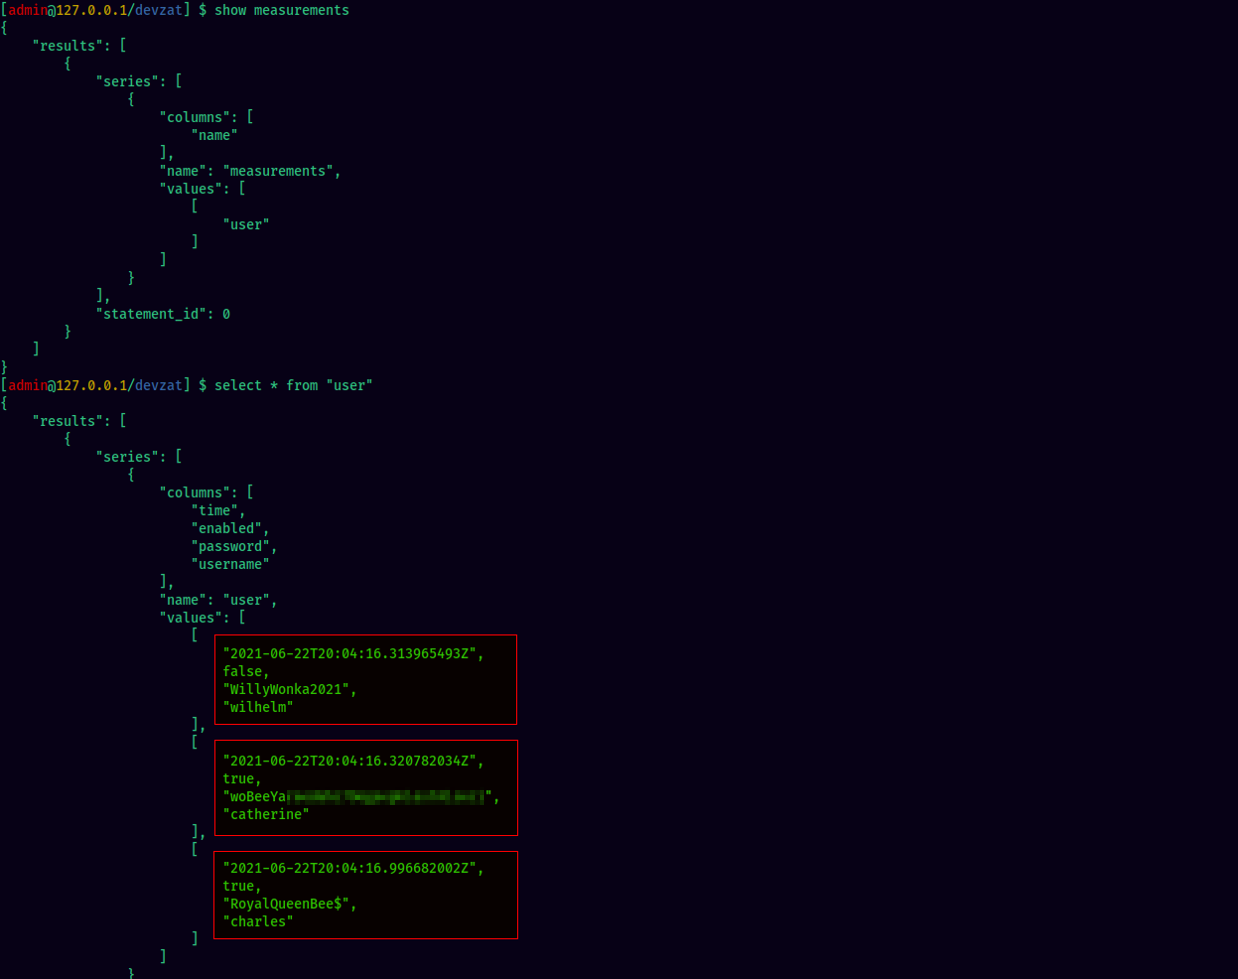 [admin@127.0.0.1/devzat] $ show measurements
{
    "results": [
        {
            "series": [
                {
                    "columns": [
                        "name"
                    ],
                    "name": "measurements",
                    "values": [
                        [
                            "user"
                        ]
                    ]
                }
            ],
            "statement_id": 0
        }
    ]
}
[admin@127.0.0.1/devzat] $ select * from "user"
{
    "results": [
        {
            "series": [
                {
                    "columns": [
                        "time",
                        "enabled",
                        "password",
                        "username"
                    ],
                    "name": "user",
                    "values": [
                        [
                            "2021-06-22T20:04:16.313965493Z",
                            false,
                            "WillyWonka2021",
                            "wilhelm"
                        ],
                        [
                            "2021-06-22T20:04:16.320782034Z",
                            true,
                            "woBeeYa",
                            "catherine"
                        ],
                        [
                            "2021-06-22T20:04:16.996682002Z",
                            true,
                            "RoyalQueenBee$",
                            "charles"
                        ]
                    ]
                }